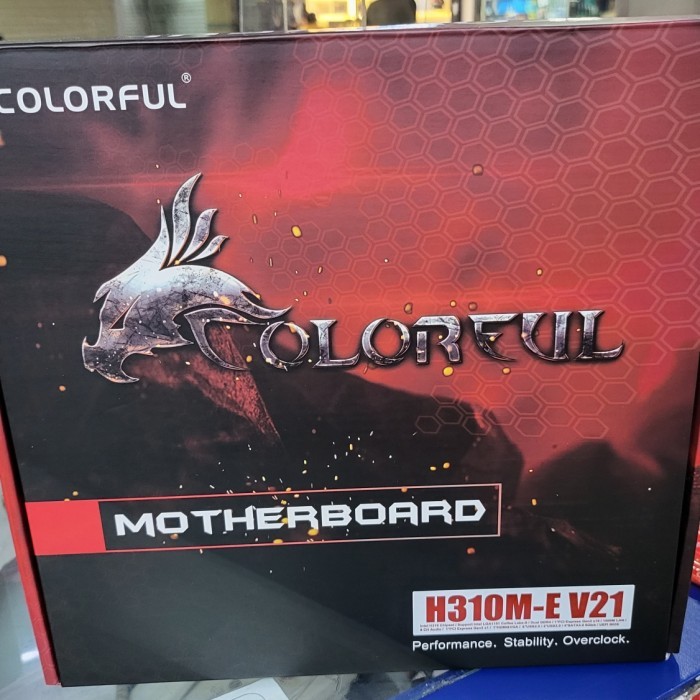 COLORFUL®
COLORFUL
MOTHERBOARD
H310M-E V21
Performance. Stability. Overclock.